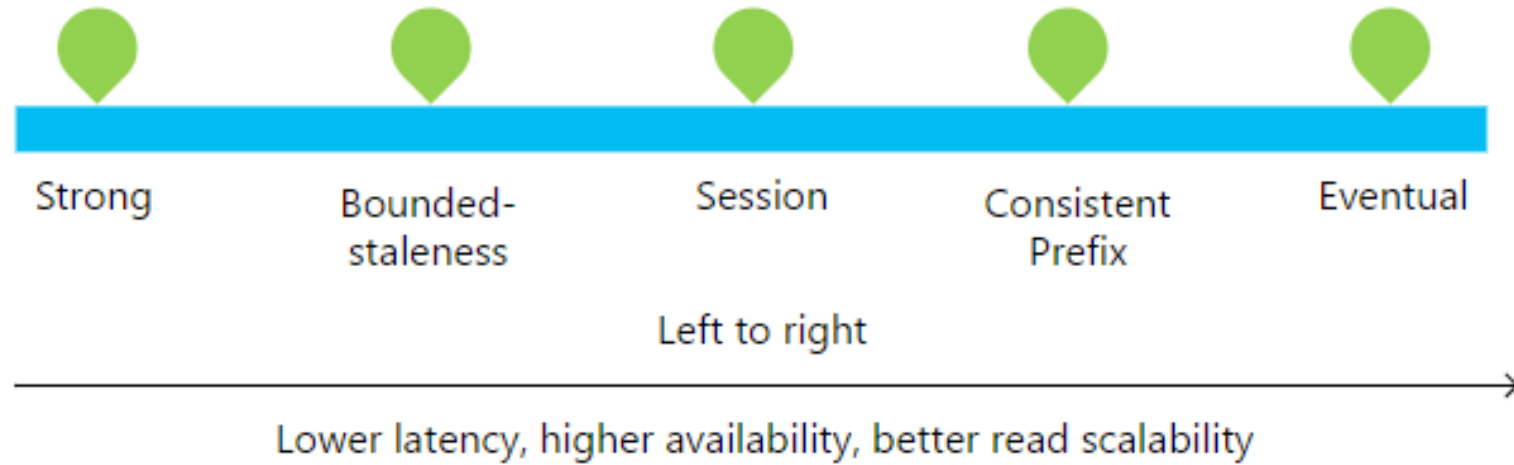 Strong
Bounded-
staleness
Session
Consistent
Prefix
Eventual
Left to right
Lower latency, higher availability, better read scalability